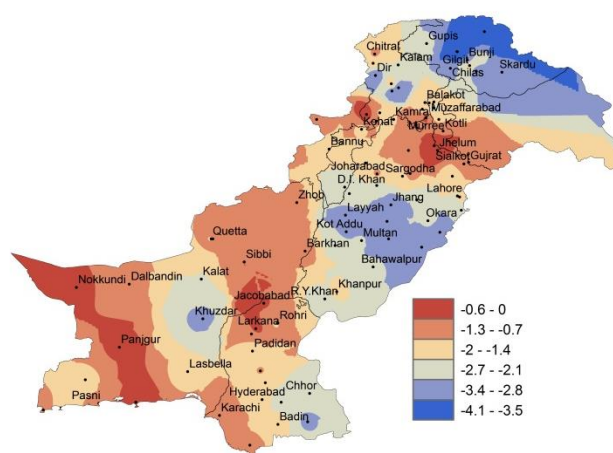 Gupis
Chitral
Bunji
Kalam
Gilgit
Dir
Skardu
Chilas
Balakot
Muzaffarabad
Kamra
Kohat
Murree
Kotli
Bannu
Jhelum
Sialkot
Gujrat
Joharabad
Sargodha
D.I. Khan
Lahore
Zhob
Jhang
Layyah
Okara
Kot Addu
Quetta
Multan
Barkhan
Sibbi
Bahawalpur
Kalat
Dalbandin
Nokkundi
Khanpur
R.Y.Khan
Jacobabad
Khuzdar
Rohri
Larkana
Panjgur
Padidan
Lasbella
Pasni
Hyderabad
Chhor
Karachi
Badin
-0.6 - 0
-1.3 - -0.7
-2 - -1.4
-2.7 - -2.1
-3.4 - -2.8
-4.1 - -3.5